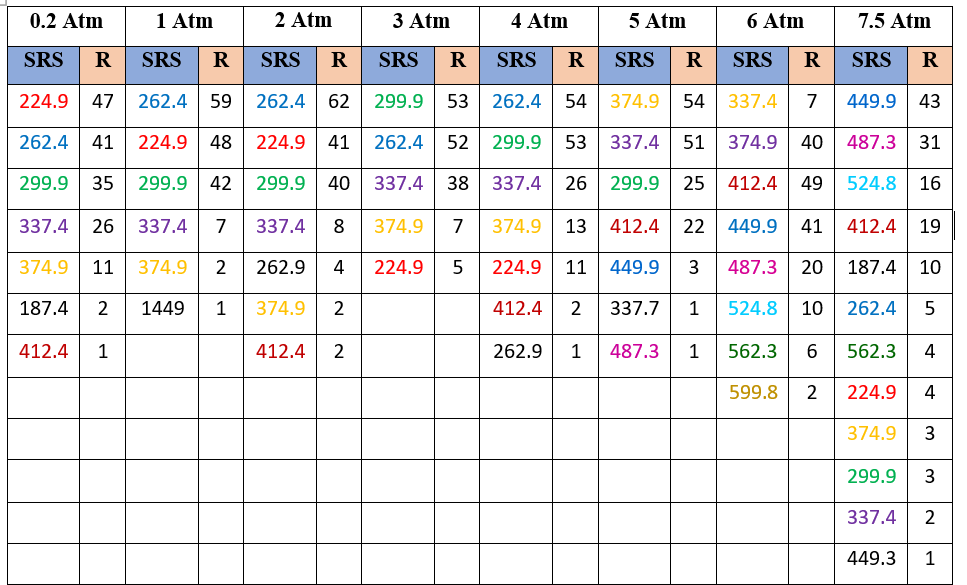 0.2 Atm 1 Atm 2 Atm 3 Atm 4 Atm 5 Atm 6 Atm 7.5 Atm
SRS R SRS R SRS R SRS R SRS R SRS R SRS R SRS R
224.9 47 262.4 59 262.4 62 299.9 53 262.4 54 374.9 54 337.4 7 449.9 43
262.4 41 224.9 48 224.9 41 262.4 52 299.9 53 337.4 51 374.9 40 487.3 31
299.9 35 299.9 42 299.9 40 337.4 38 337.4 26 299.9 25 412.4 49 524.8 16
337.4 26 337.4 7 337.4 8 374.9 7 374.9 13 412.4 22 449.9 41 412.4 19
374.9 11 374.9 2 262.9 4 224.9 5 224.9 11 449.9 3 487.3 20 187.4 10
187.4 2 1449 1 374.9 2 412.4 2 337.7 1 524.8 10 262.4 5
412.4 1 412.4 2 262.9 1 487.3 1 562.3 6 562.3 4
599.8 2 224.9 4
374.9 3
299.9 3
337.4 2
449.3 1